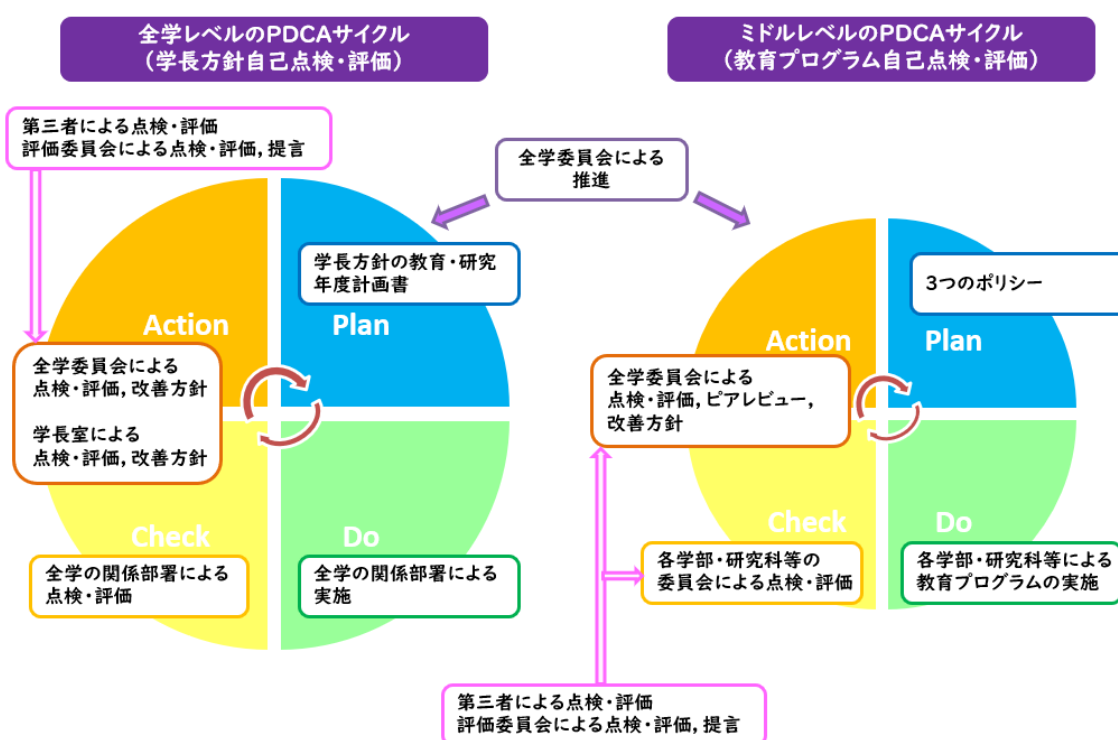 全学レベルのPDCAサイクル
（学長方針自己点検・評価）
ミドルレベルのPDCAサイクル
（教育プログラム自己点検・評価）
第三者による点検・評価
評価委員会による点検・評価, 提言
全学委員会による
推進
学長方針の教育・研究
年度計画書
Action
Plan
全学委員会による
点検・評価, 改善方針
学長室による
点検・評価, 改善方針
Check
Do
全学の関係部署による
点検・評価
全学の関係部署による
実施
3つのポリシー
Action
Plan
全学委員会による
点検・評価, ピアレビュー,
改善方針
Check
Do
各学部・研究科等の
委員会による点検・評価
各学部・研究科等による
教育プログラムの実施
第三者による点検・評価
評価委員会による点検・評価, 提言